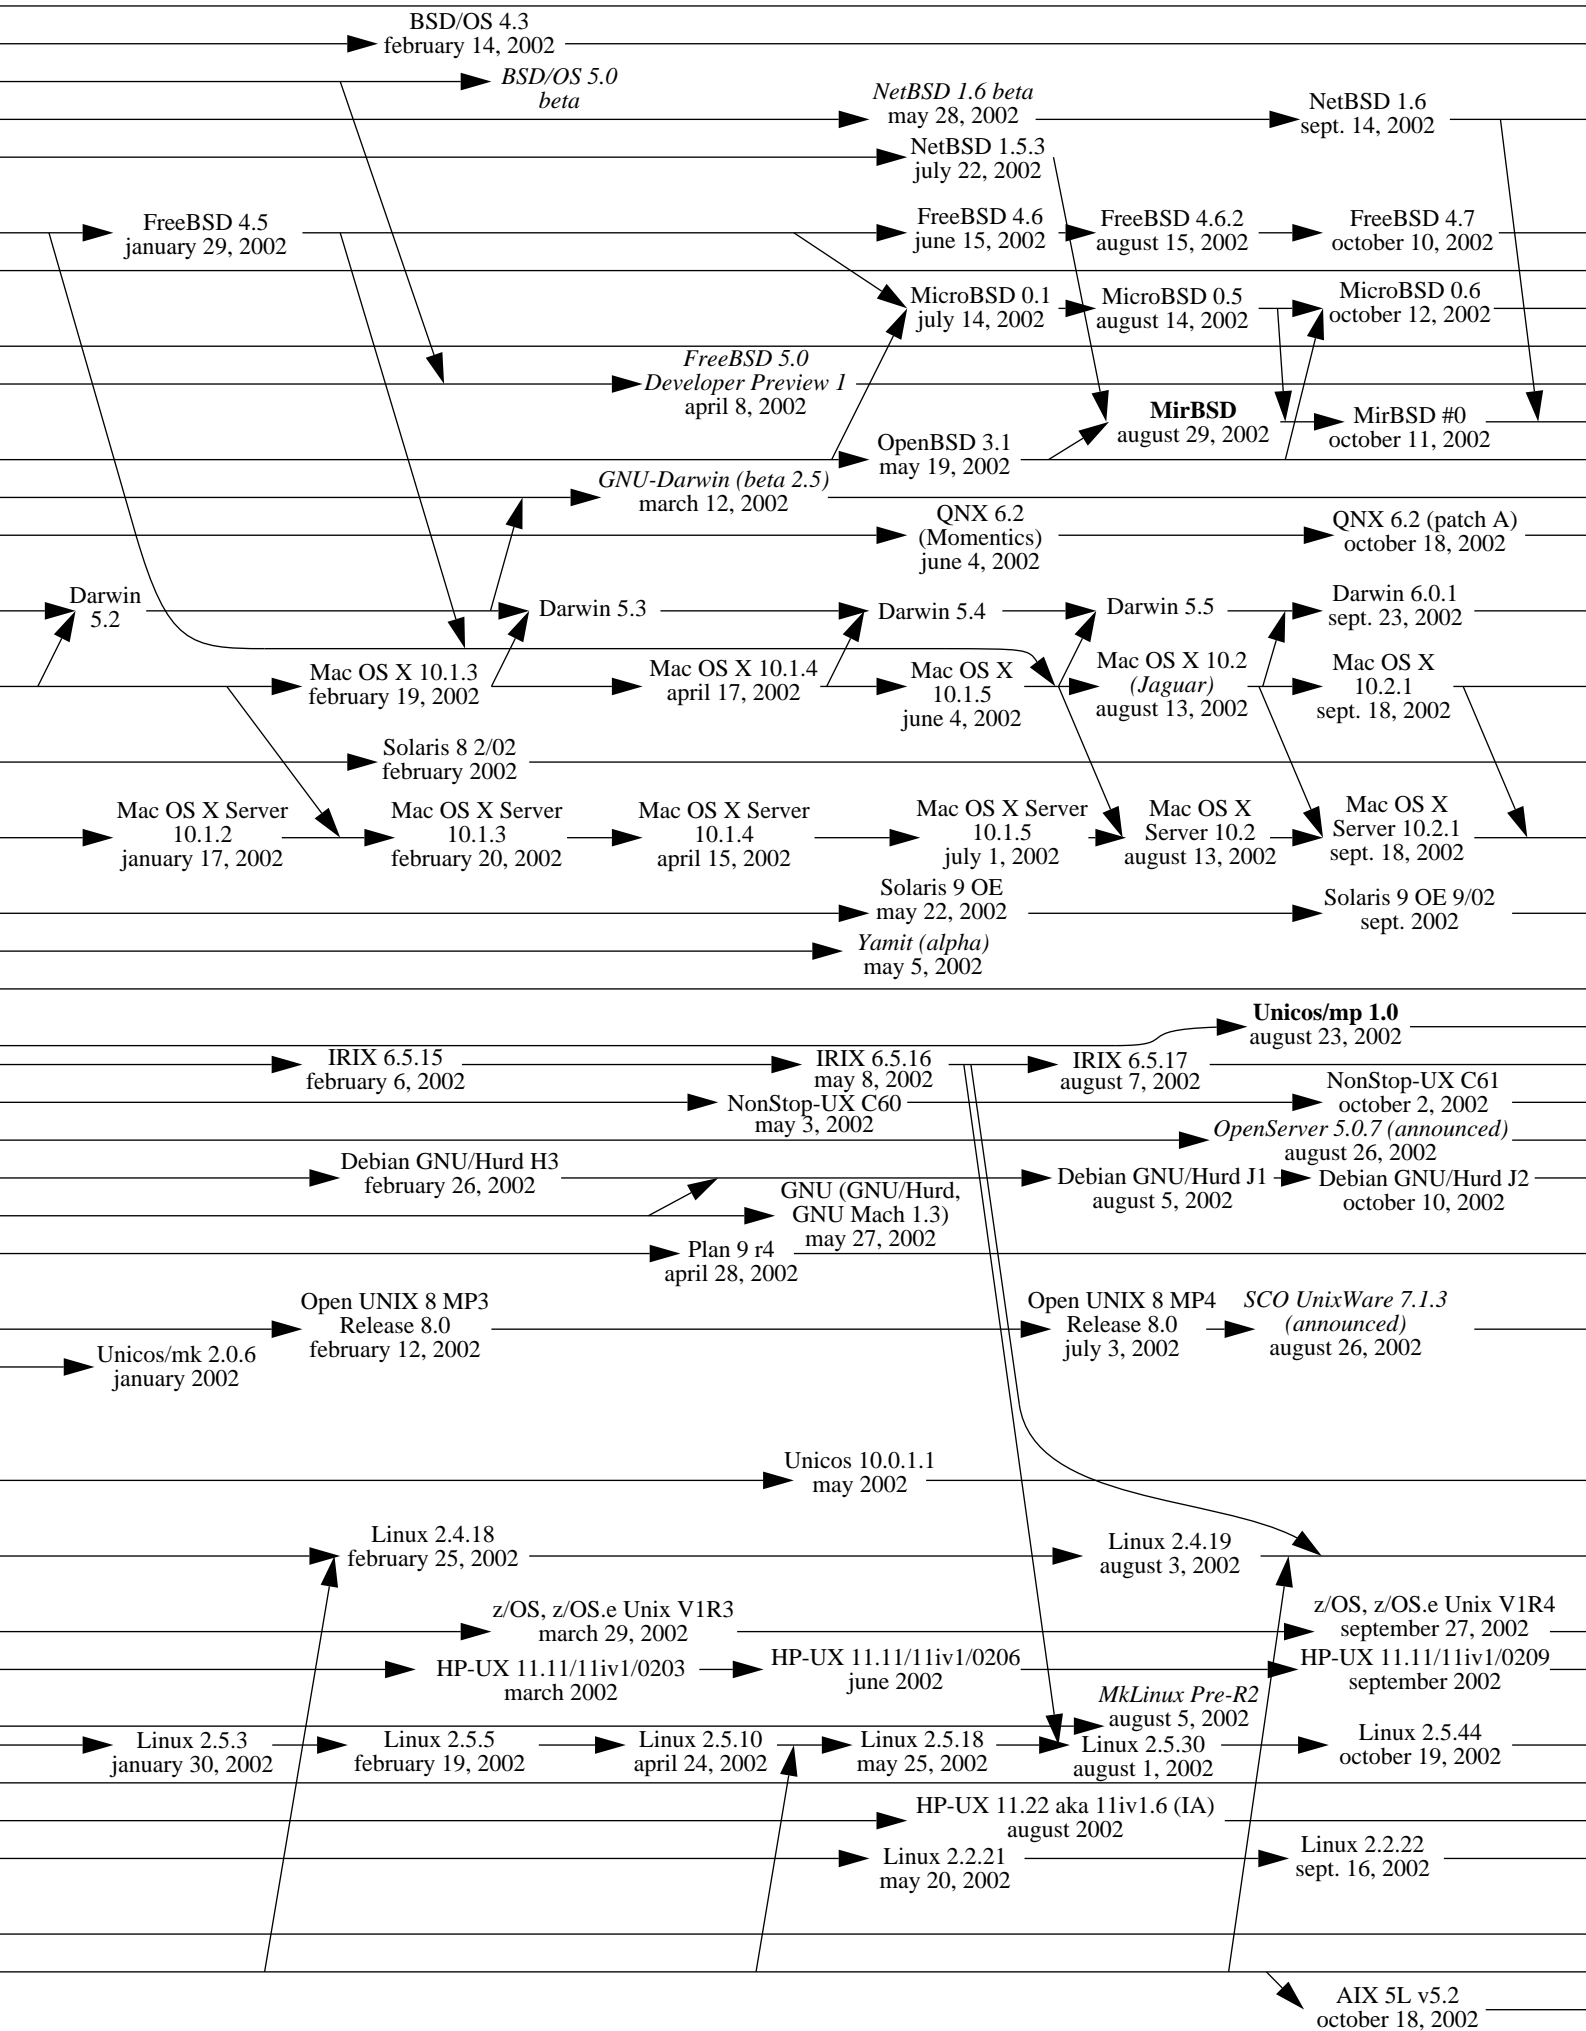 BSD/OS 4.3
february 14, 2002
BSD/OS 5.0
beta
NetBSD 1.6 beta
may 28, 2002
NetBSD 1.6
sept. 14, 2002
NetBSD 1.5.3
july 22, 2002
FreeBSD 4.5
january 29, 2002
FreeBSD 4.6
june 15, 2002
FreeBSD 4.6.2
august 15, 2002
FreeBSD 4.7
october 10, 2002
MicroBSD 0.1
july 14, 2002
MicroBSD 0.5
august 14, 2002
MicroBSD 0.6
october 12, 2002
FreeBSD 5.0
Developer Preview 1
april 8, 2002
MirBSD
august 29, 2002
MirBSD #0
october 11, 2002
OpenBSD 3.1
may 19, 2002
GNU-Darwin (beta 2.5)
march 12, 2002
QNX 6.2
(Momentics)
june 4, 2002
QNX 6.2 (patch A)
october 18, 2002
Darwin
5.2
Darwin 5.3
Darwin 5.4
Darwin 5.5
Darwin 6.0.1
sept. 23, 2002
Mac OS X 10.1.3
february 19, 2002
Mac OS X 10.1.4
april 17, 2002
Mac OS X
10.1.5
june 4, 2002
Mac OS X 10.2
(Jaguar)
august 13, 2002
Mac OS X
10.2.1
sept. 18, 2002
Solaris 8 2/02
february 2002
Mac OS X Server
10.1.2
january 17, 2002
Mac OS X Server
10.1.3
february 20, 2002
Mac OS X Server
10.1.4
april 15, 2002
Mac OS X Server
10.1.5
july 1, 2002
Mac OS X
Server 10.2
august 13, 2002
Mac OS X
Server 10.2.1
sept. 18, 2002
Solaris 9 OE
may 22, 2002
Solaris 9 OE 9/02
sept. 2002
Yamit (alpha)
may 5, 2002
Unicos/mp 1.0
august 23, 2002
IRIX 6.5.15
february 6, 2002
IRIX 6.5.16
may 8, 2002
IRIX 6.5.17
august 7, 2002
NonStop-UX C60
may 3, 2002
NonStop-UX C61
october 2, 2002
OpenServer 5.0.7 (announced)
august 26, 2002
Debian GNU/Hurd H3
february 26, 2002
Debian GNU/Hurd J1
august 5, 2002
Debian GNU/Hurd J2
october 10, 2002
GNU (GNU/Hurd,
GNU Mach 1.3)
may 27, 2002
Plan 9 r4
april 28, 2002
Open UNIX 8 MP3
Release 8.0
february 12, 2002
Open UNIX 8 MP4
Release 8.0
july 3, 2002
SCO UnixWare 7.1.3
(announced)
august 26, 2002
Unicos/mk 2.0.6
january 2002
Unicos 10.0.1.1
may 2002
Linux 2.4.18
february 25, 2002
Linux 2.4.19
august 3, 2002
z/OS, z/OS.e Unix V1R3
march 29, 2002
z/OS, z/OS.e Unix V1R4
september 27, 2002
HP-UX 11.11/11iv1/0203
march 2002
HP-UX 11.11/11iv1/0206
june 2002
HP-UX 11.11/11iv1/0209
september 2002
MkLinux Pre-R2
august 5, 2002
Linux 2.5.3
january 30, 2002
Linux 2.5.5
february 19, 2002
Linux 2.5.10
april 24, 2002
Linux 2.5.18
may 25, 2002
Linux 2.5.30
august 1, 2002
Linux 2.5.44
october 19, 2002
HP-UX 11.22 aka 11iv1.6 (IA)
august 2002
Linux 2.2.21
may 20, 2002
Linux 2.2.22
sept. 16, 2002
AIX 5L v5.2
october 18, 2002